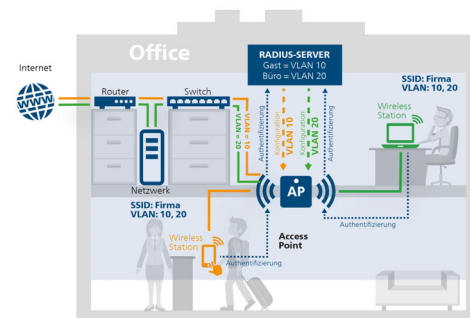 Office
RADIUS-SERVER
Gast = VLAN 10
Büro = VLAN 20
Internet
WWW
Router
Switch
SSID: Firma
VLAN: 10, 20
Wireless
Station
Authentifizierung
Konfiguration
VLAN 10
Konfiguration
VLAN 20
Authentifizierung
VLAN = 10
VLAN = 20
Netzwerk
AP
SSID: Firma
VLAN: 10, 20
Access
Point
Wireless
Station
Authentifizierung
Authentifizierung